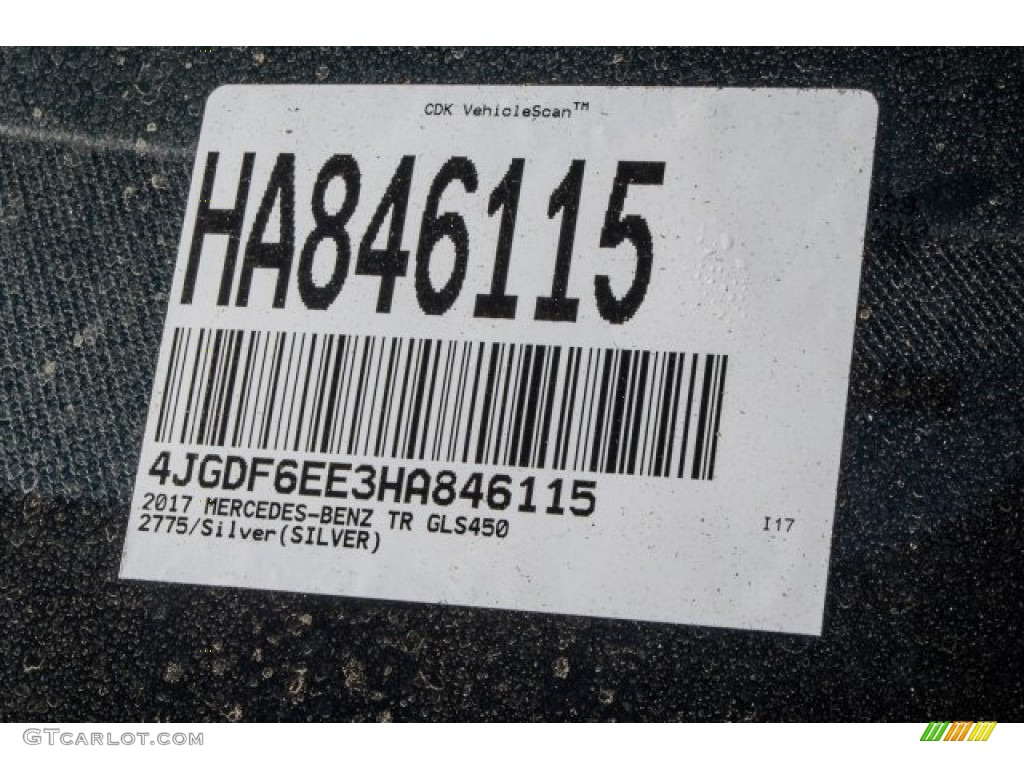 CDK VehicleScan™
HA846115
4JGDF6EE3HA846115
2017 MERCEDES-BENZ TR GLS450
2775/Silver(SILVER)
I17
GTCARLOT.COM